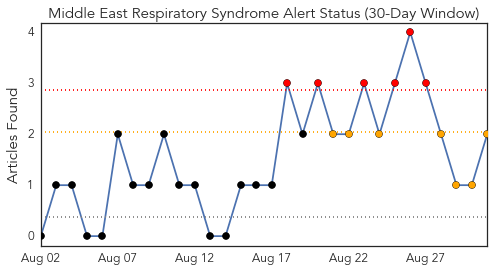 Middle East Respiratory Syndrome Alert Status (30-Day Window)
Articles Found
4
3
2
1
0
Aug 02 Aug 07 Aug 12 Aug 17 Aug 22 Aug 27